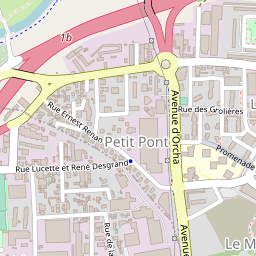 1b
Rue Ernest Renan
Rue des Grolières
Avenue d'Orcha
Petit Pont
Promenade
Rue Lucette et René Desgrand
Rue de la
Avenue
Le M
L